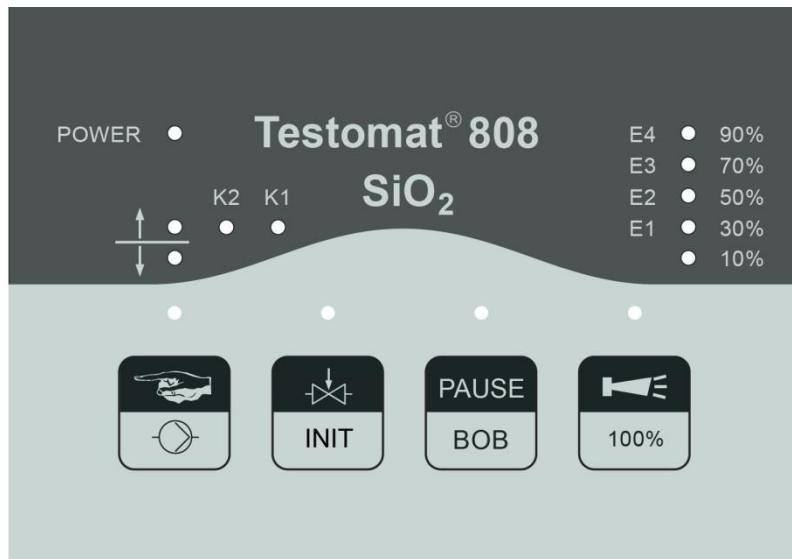 POWER
Testomat® 808
SiO₂
K2 K1
E4 90%
E3 70%
E2 50%
E1 30%
10%
INIT
PAUSE
BOB
100%